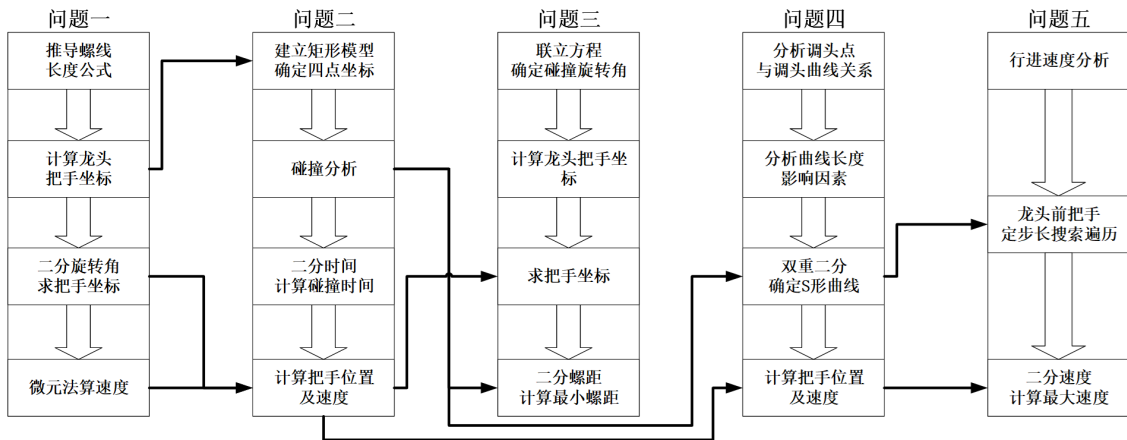 问题一
推导螺线
长度公式
计算龙头
把手坐标
二分旋转角
求把手坐标
微元法算速度
问题二
建立矩形模型
确定四点坐标
碰撞分析
二分时间
计算碰撞时间
计算把手位置
及速度
问题三
联立方程
确定碰撞旋转角
计算龙头把手坐
标
求把手坐标
二分螺距
计算最小螺距
问题四
分析调头点
与调头曲线关系
分析曲线长度
影响因素
双重二分
确定S形曲线
计算把手位置
及速度
问题五
行进速度分析
龙头前把手
定步长搜索遍历
二分速度
计算最大速度